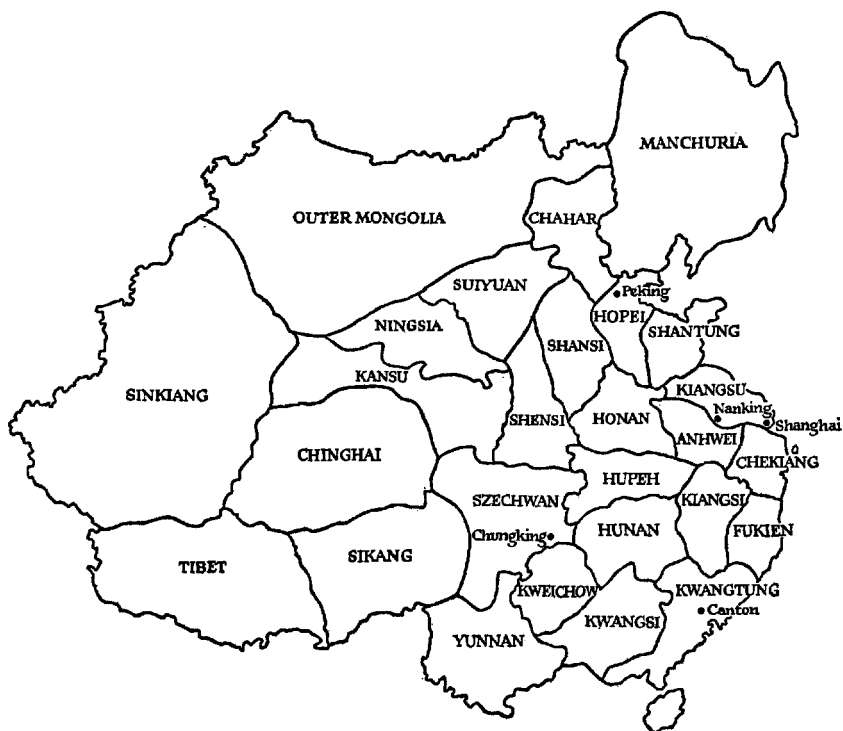 MANCHURIA
OUTER MONGOLIA
CHAHAR
SUIYUAN
Peking
HOPEI
NINGSIA
SHANTUNG
SHANSI
KANSU
KIANGSU
SINKIANG
Nanking
SHENSI
HONAN
Shanghai
ANHWEI
CHINGHAI
CHEKIANG
HUPEH
SZECHWAN
KIANGSI
Chungking
HUNAN
FUKIEN
TIBET
SIKANG
KWEICHOW
KWANGTUNG
Canton
KWANGSI
YUNNAN